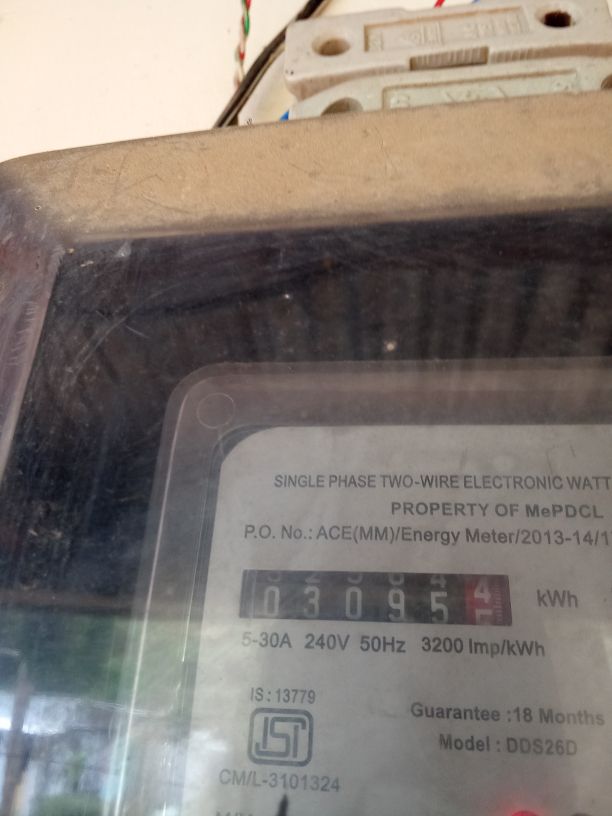 SINGLE PHASE TWO-WIRE ELECTRONIC WATT
PROPERTY OF MePDCL
P.O. No.: ACE(MM)/Energy Meter/2013-14/1
0 3 0 9 5 4 kWh
5-30A 240V 50Hz 3200 Imp/kWh
IS : 13779
ISI
CM/L-3101324
Guarantee :18 Months
Model : DDS26D